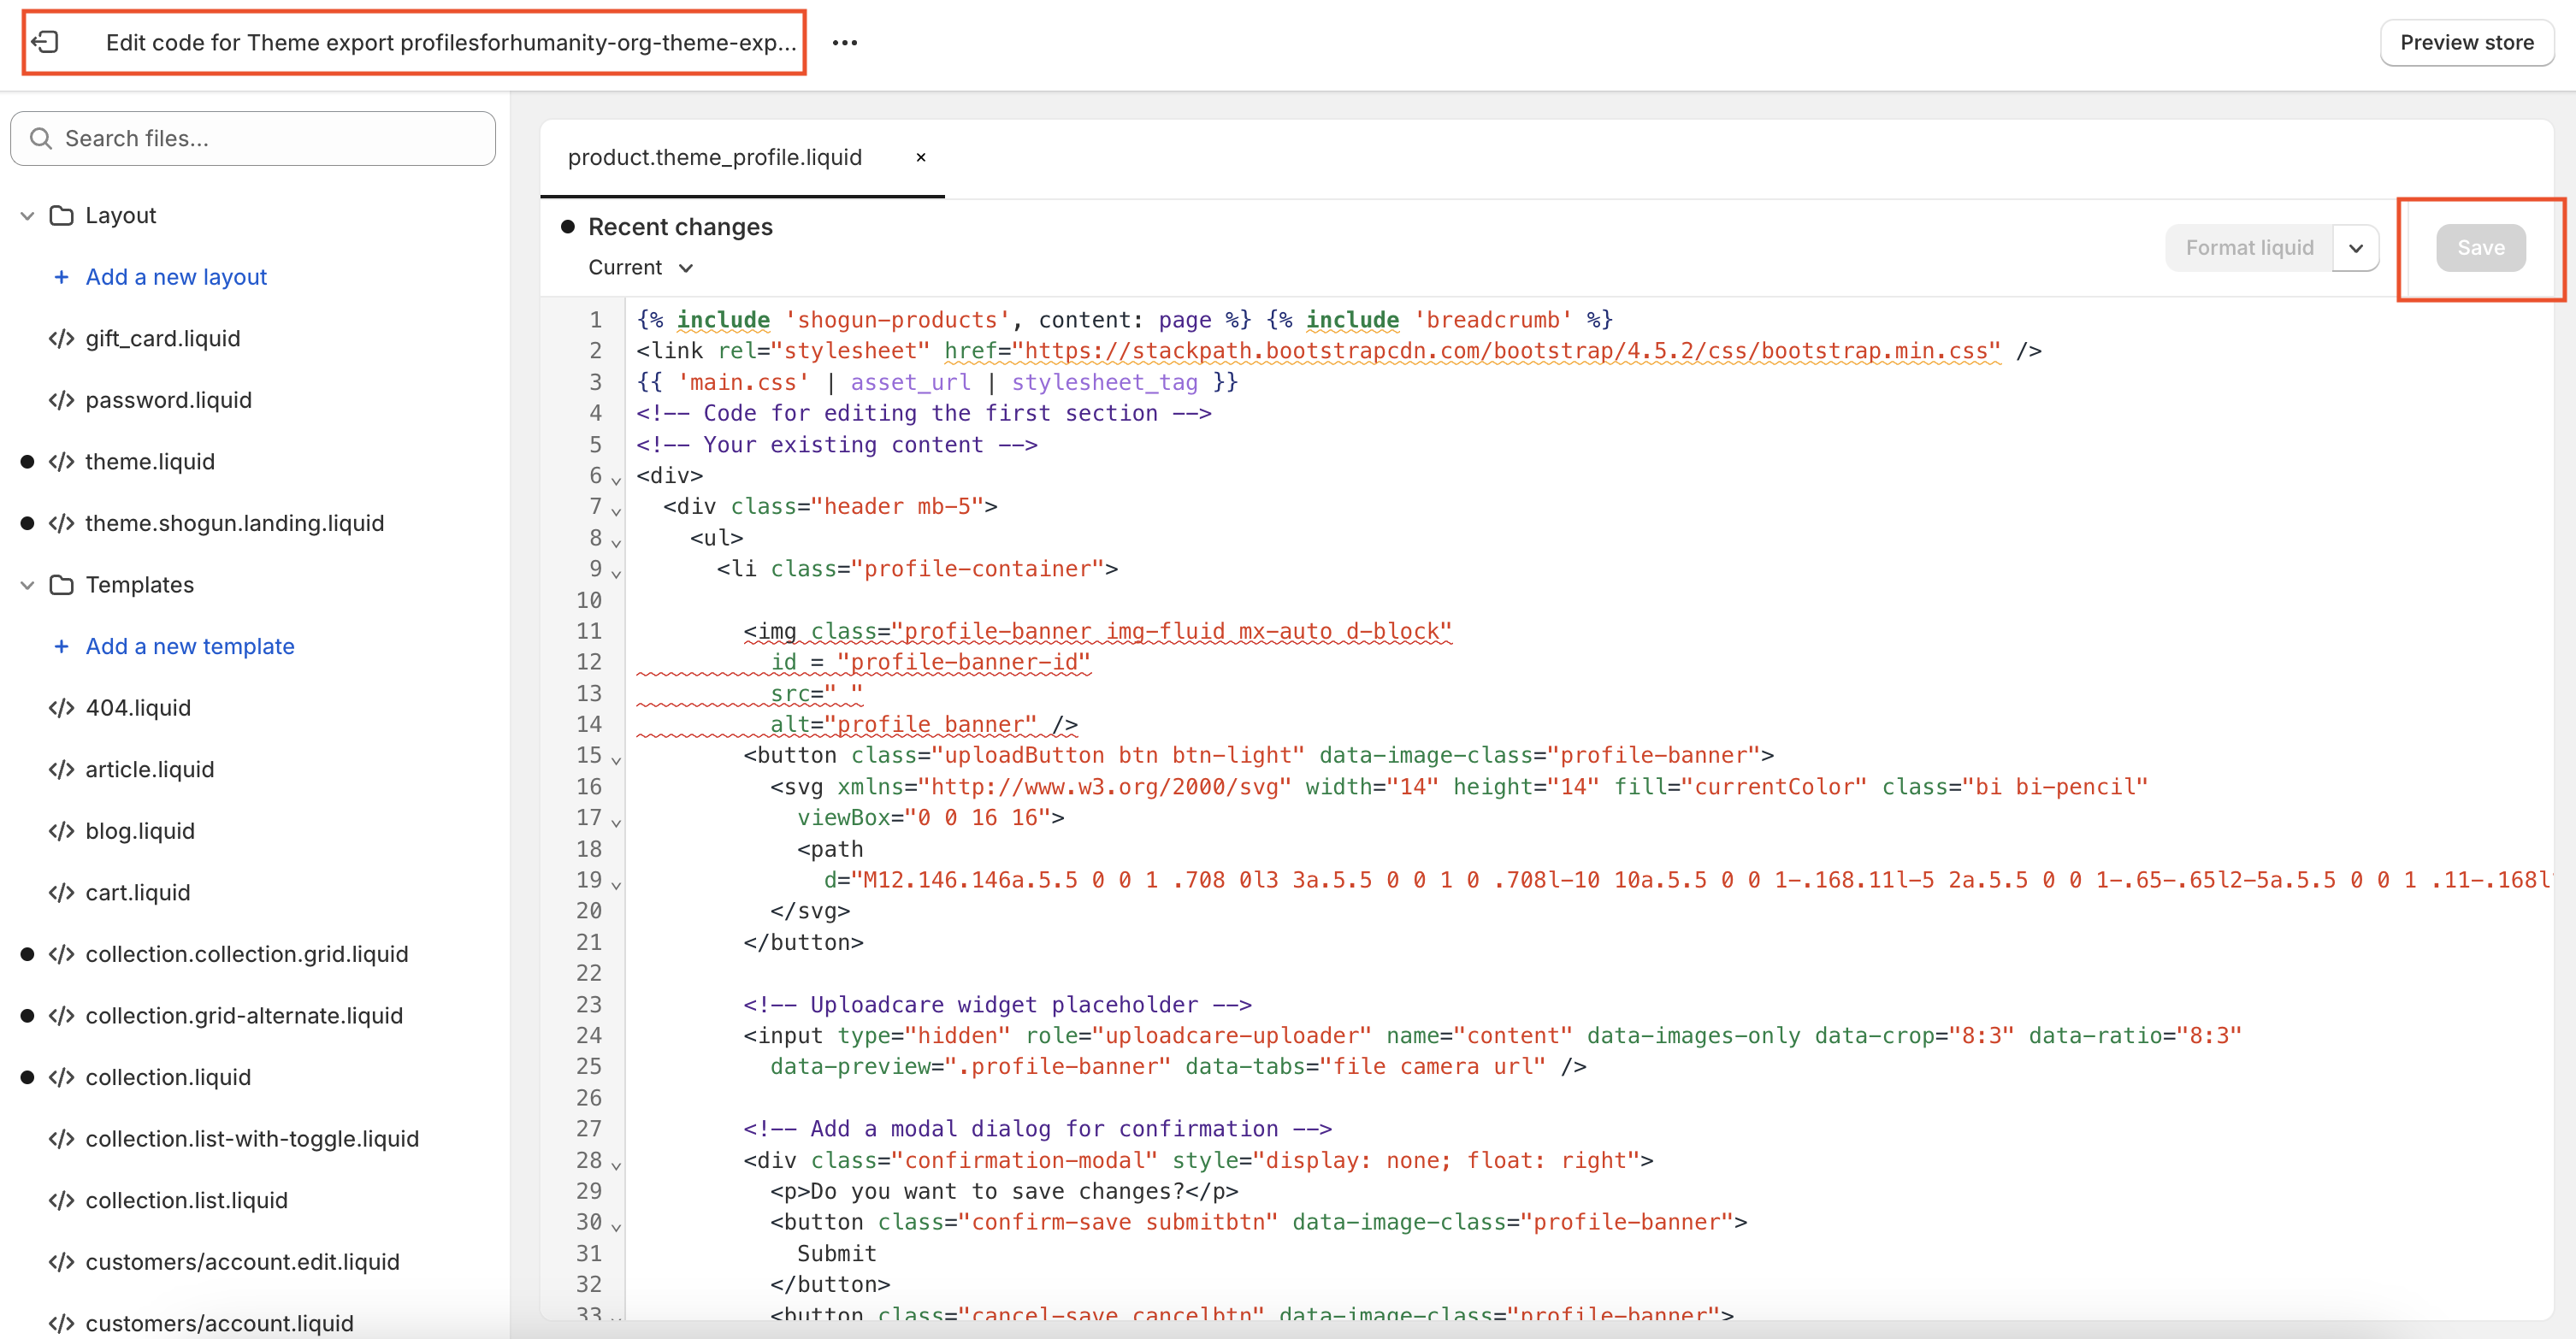 Edit code for Theme export profilesforhumanity-org-theme-exp...
Preview store
Search files...
Layout
+ Add a new layout
</> gift_card.liquid
</> password.liquid
</> theme.liquid
</> theme.shogun.landing.liquid
Templates
+ Add a new template
</> 404.liquid
</> article.liquid
</> blog.liquid
</> cart.liquid
</> collection.collection.grid.liquid
</> collection.grid-alternate.liquid
</> collection.liquid
</> collection.list-with-toggle.liquid
</> collection.list.liquid
</> customers/account.edit.liquid
</> customers/account.liquid
product.theme_profile.liquid ×
Recent changes
Current
Format liquid
Save
1 {% include 'shogun-products', content: page %} {% include 'breadcrumb' %}
2 <link rel="stylesheet" href="https://stackpath.bootstrapcdn.com/bootstrap/4.5.2/css/bootstrap.min.css" />
3 {{ 'main.css' | asset_url | stylesheet_tag }}
4 <!-- Code for editing the first section -->
5 <!-- Your existing content -->
6 <div>
7 <div class="header mb-5">
8 <ul>
9 <li class="profile-container">
10
11 <img class="profile-banner img-fluid mx-auto d-block"
12 id = "profile-banner-id"
13 src=" "
14 alt="profile banner" />
15 <button class="uploadButton btn btn-light" data-image-class="profile-banner">
16 <svg xmlns="http://www.w3.org/2000/svg" width="14" height="14" fill="currentColor" class="bi bi-pencil"
17 viewBox="0 0 16 16">
18 <path
19 d="M12.146.146a.5.5 0 0 1 .708 0l3 3a.5.5 0 0 1 0 .708l-10 10a.5.5 0 0 1-.168.11l-5 2a.5.5 0 0 1-.65-.65l2-5a.5.5 0 0 1 .11-.168l
20 </svg>
21 </button>
22
23 <!-- Uploadcare widget placeholder -->
24 <input type="hidden" role="uploadcare-uploader" name="content" data-images-only data-crop="8:3" data-ratio="8:3"
25 data-preview=".profile-banner" data-tabs="file camera url" />
26
27 <!-- Add a modal dialog for confirmation -->
28 <div class="confirmation-modal" style="display: none; float: right">
29 <p>Do you want to save changes?</p>
30 <button class="confirm-save submitbtn" data-image-class="profile-banner">
31 Submit
32 </button>
33 <button class="cancel-save cancelbtn" data-image-class="profile-banner">